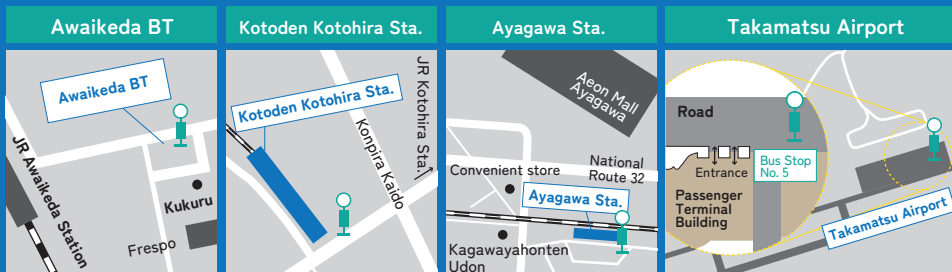 Awaikeda BT
Awaikeda BT
JR Awaikeda Station
Kukuru
Frespo
Kotoden Kotohira Sta.
Kotoden Kotohira Sta.
Konpira Kaido
JR Kotohira Sta.
Ayagawa Sta.
Aeon Mall
Ayagawa
Convenient store
National
Route 32
Ayagawa Sta.
Kagawayahonten
Udon
Takamatsu Airport
Road
Entrance
Bus Stop
No. 5
Passenger
Terminal
Building
Takamatsu Airport